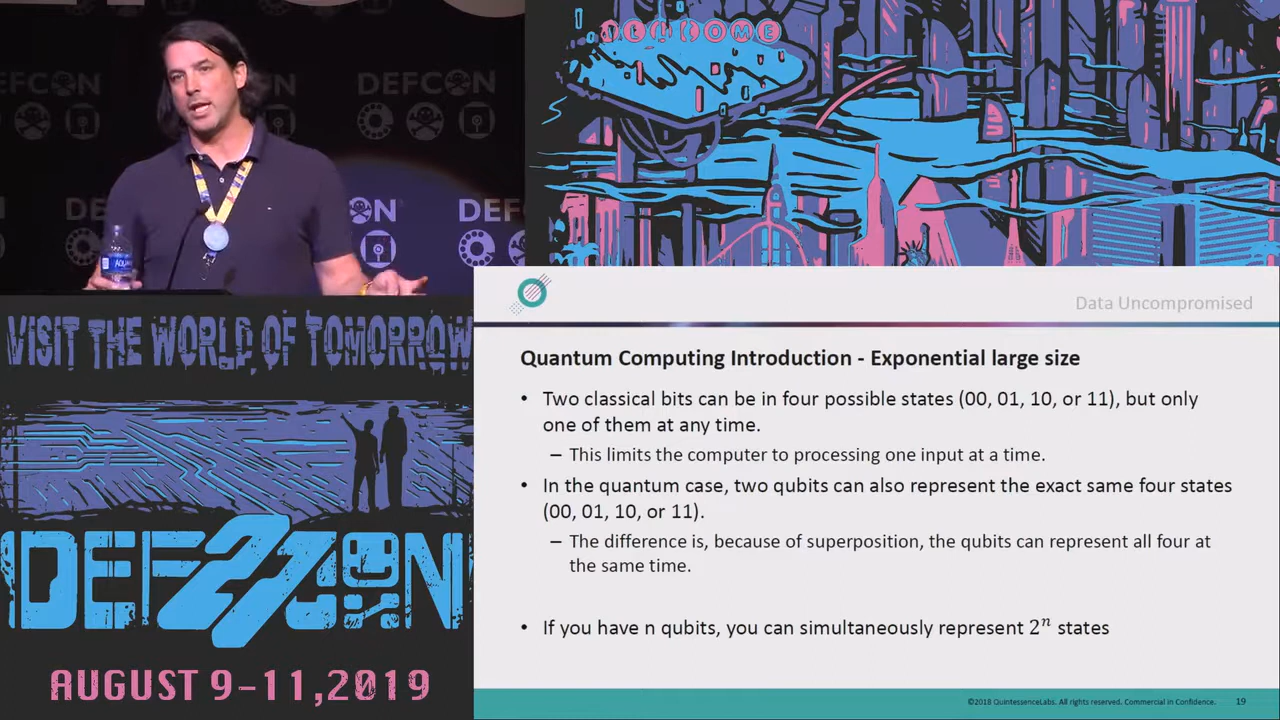 WELCOME
DEFCON
DEFCON
VISIT THE WORLD OF TOMORROW
DEF27CON
AUGUST 9-11,2019
Data Uncompromised
Quantum Computing Introduction - Exponential large size
• Two classical bits can be in four possible states (00, 01, 10, or 11), but only
one of them at any time.
– This limits the computer to processing one input at a time.
• In the quantum case, two qubits can also represent the exact same four states
(00, 01, 10, or 11).
– The difference is, because of superposition, the qubits can represent all four at
the same time.
• If you have n qubits, you can simultaneously represent 2ⁿ states
©2018 QuintessenceLabs. All rights reserved. Commercial in Confidence.
19